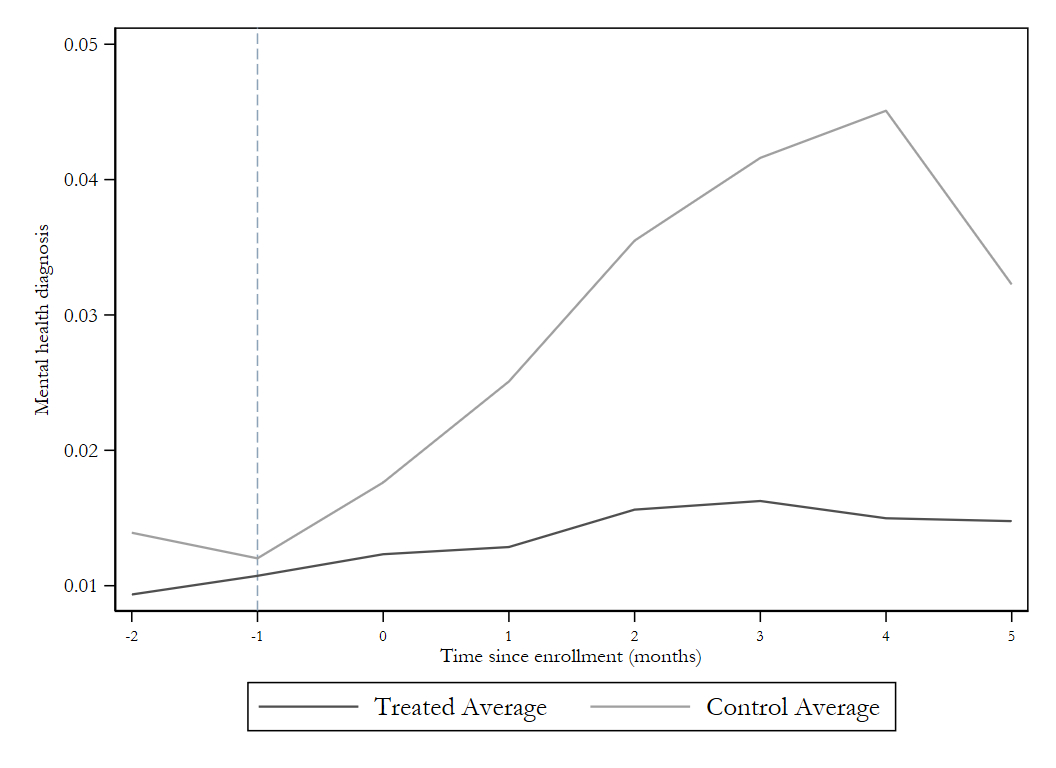 0.05
0.04
0.03
0.02
0.01
Mental health diagnosis
-2 -1 0 1 2 3 4 5
Time since enrollment (months)
Treated Average Control Average